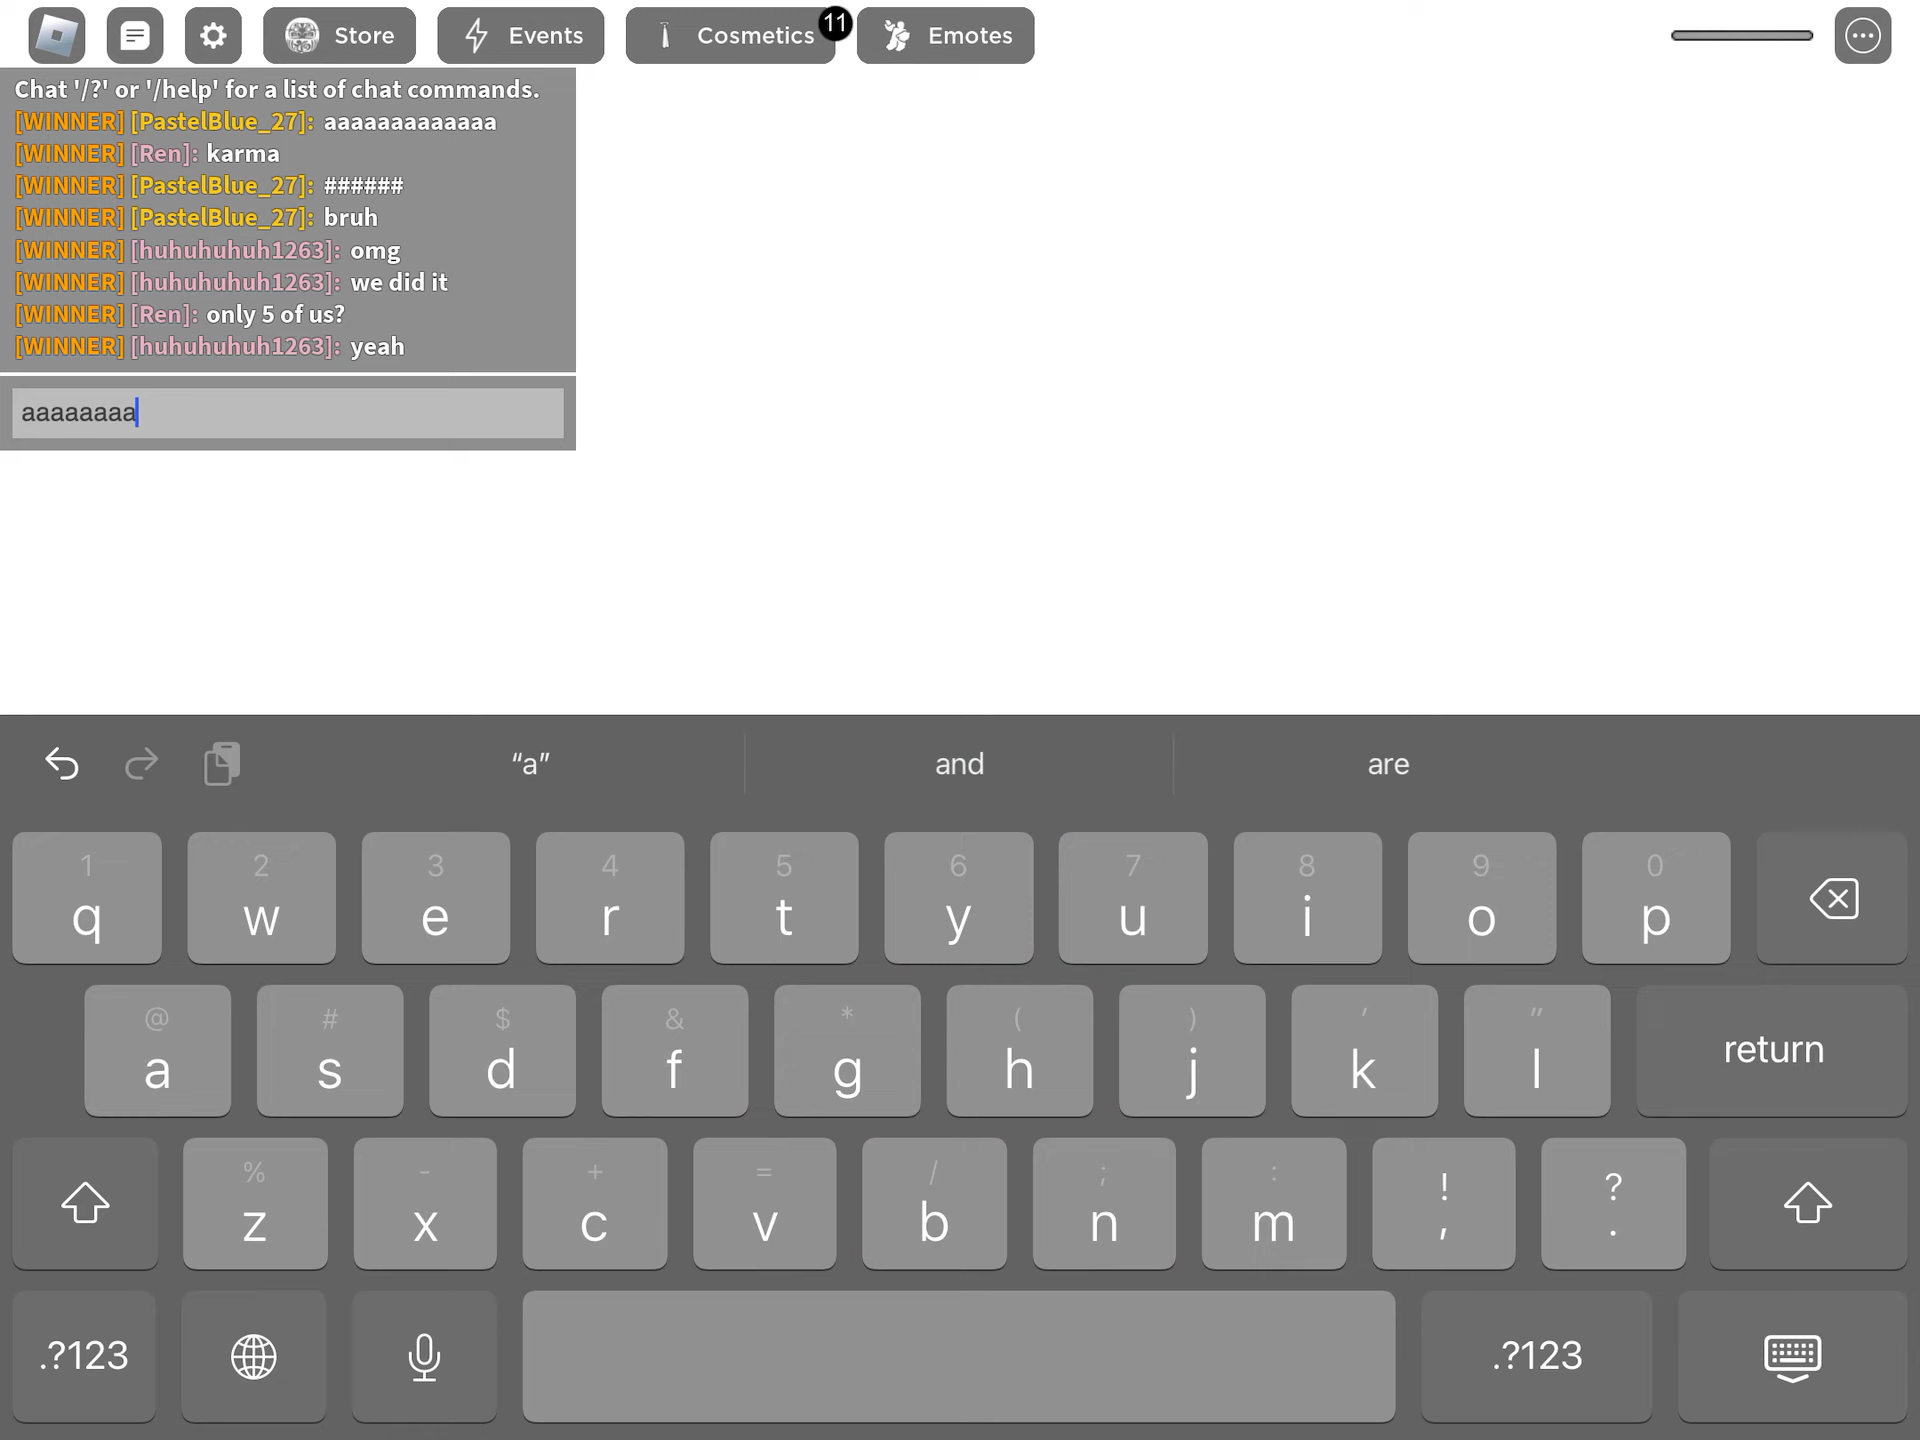 Store Events Cosmetics 11 Emotes
Chat '/?' or '/help' for a list of chat commands.
[WINNER] [PastelBlue_27]: aaaaaaaaaaaaa
[WINNER] [Ren]: karma
[WINNER] [PastelBlue_27]: ######
[WINNER] [PastelBlue_27]: bruh
[WINNER] [huhuhuhuh1263]: omg
[WINNER] [huhuhuhuh1263]: we did it
[WINNER] [Ren]: only 5 of us?
[WINNER] [huhuhuhuh1263]: yeah
aaaaaaaa
“a” and are
1 2 3 4 5 6 7 8 9 0
q w e r t y u i o p
@ # $ & * ( ) ' "
a s d f g h j k l return
% - + = / ; : ! ?
z x c v b n m , .
.?123 .?123